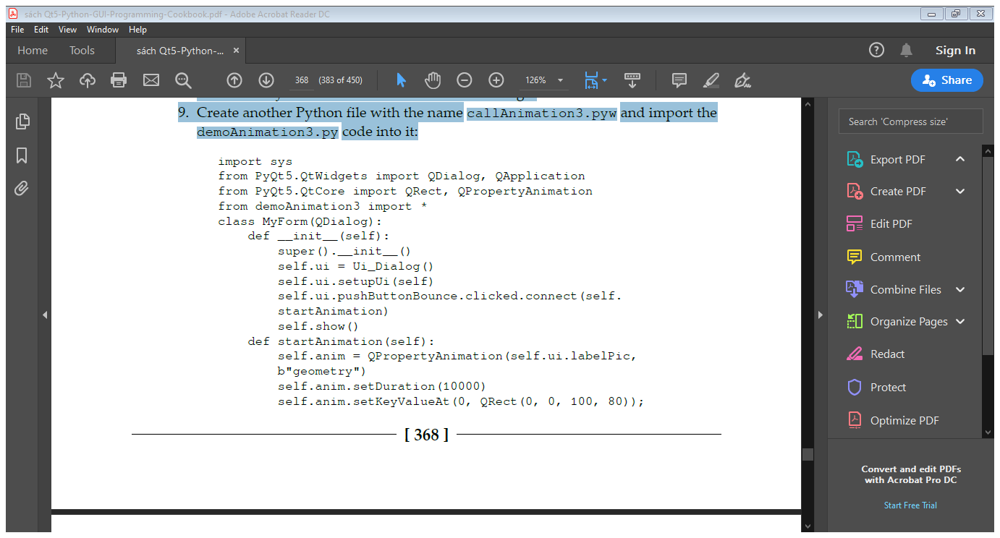 sách Qt5-Python-GUI-Programming-Cookbook.pdf - Adobe Acrobat Reader DC
File Edit View Window Help
Home Tools sách Qt5-Python-... × Sign In
368 (383 of 450) 126% Share
9. Create another Python file with the name callAnimation3.pyw and import the
demoAnimation3.py code into it:
import sys
from PyQt5.QtWidgets import QDialog, QApplication
from PyQt5.QtCore import QRect, QPropertyAnimation
from demoAnimation3 import *
class MyForm(QDialog):
    def __init__(self):
        super().__init__()
        self.ui = Ui_Dialog()
        self.ui.setupUi(self)
        self.ui.pushButtonBounce.clicked.connect(self.
        startAnimation)
        self.show()
    def startAnimation(self):
        self.anim = QPropertyAnimation(self.ui.labelPic,
        b"geometry")
        self.anim.setDuration(10000)
        self.anim.setKeyValueAt(0, QRect(0, 0, 100, 80));
[ 368 ]
Search 'Compress size'
Export PDF
Create PDF
Edit PDF
Comment
Combine Files
Organize Pages
Redact
Protect
Optimize PDF
Convert and edit PDFs
with Acrobat Pro DC
Start Free Trial